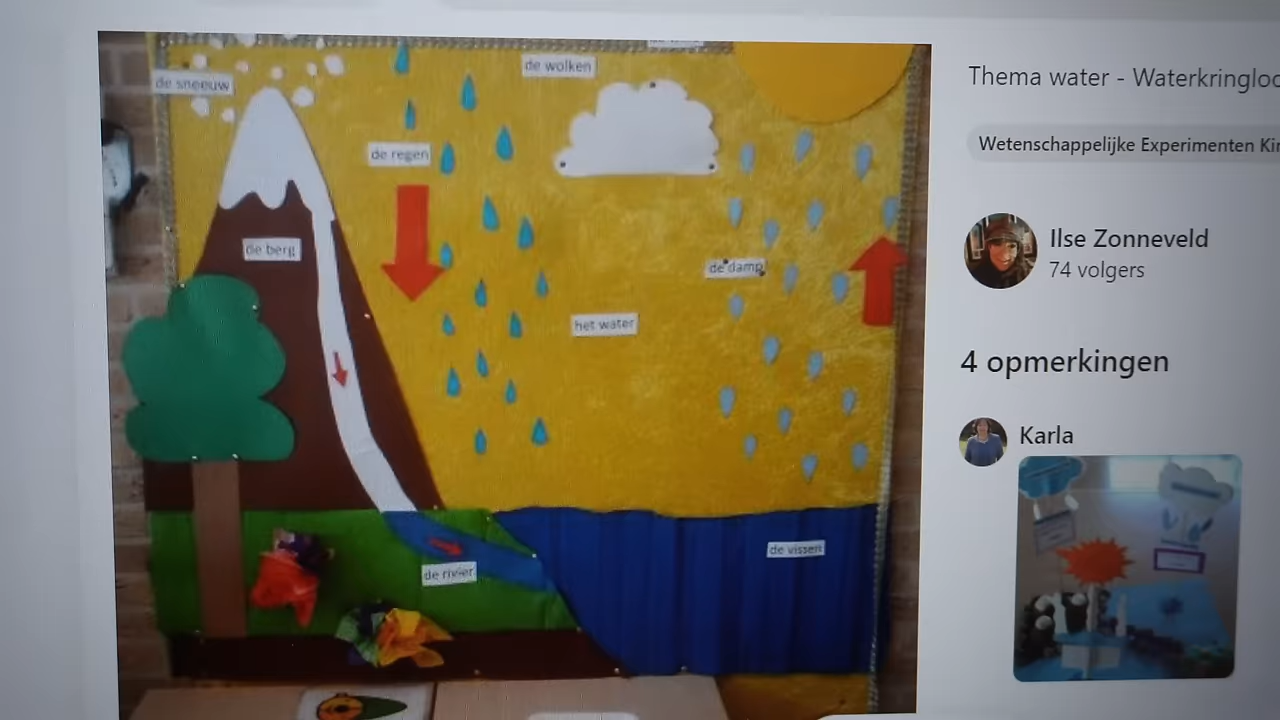 de sneeuw
de wolken
de regen
de berg
de damp
het water
de vissen
de rivier
Thema water - Waterkringloo
Wetenschappelijke Experimenten Kin
Ilse Zonneveld
74 volgers
4 opmerkingen
Karla